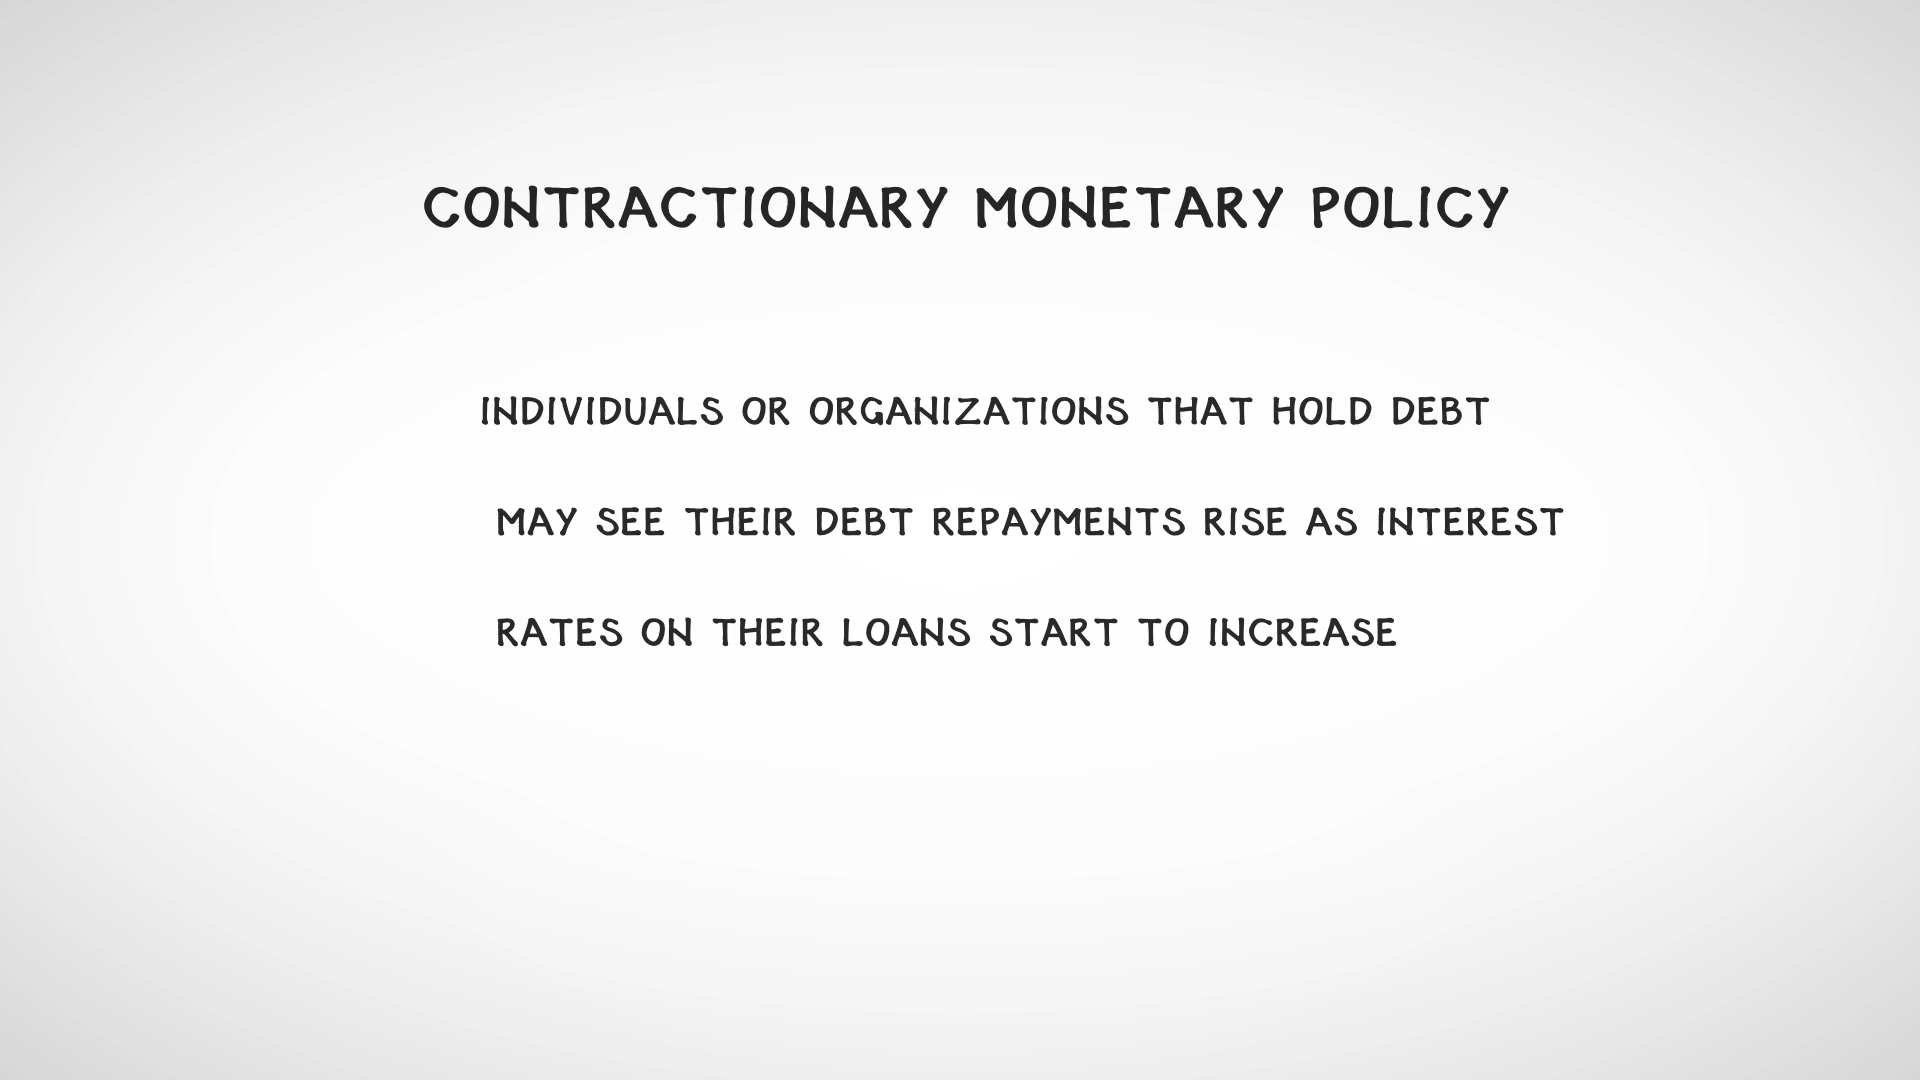 CONTRACTIONARY MONETARY POLICY
INDIVIDUALS OR ORGANIZATIONS THAT HOLD DEBT
MAY SEE THEIR DEBT REPAYMENTS RISE AS INTEREST
RATES ON THEIR LOANS START TO INCREASE